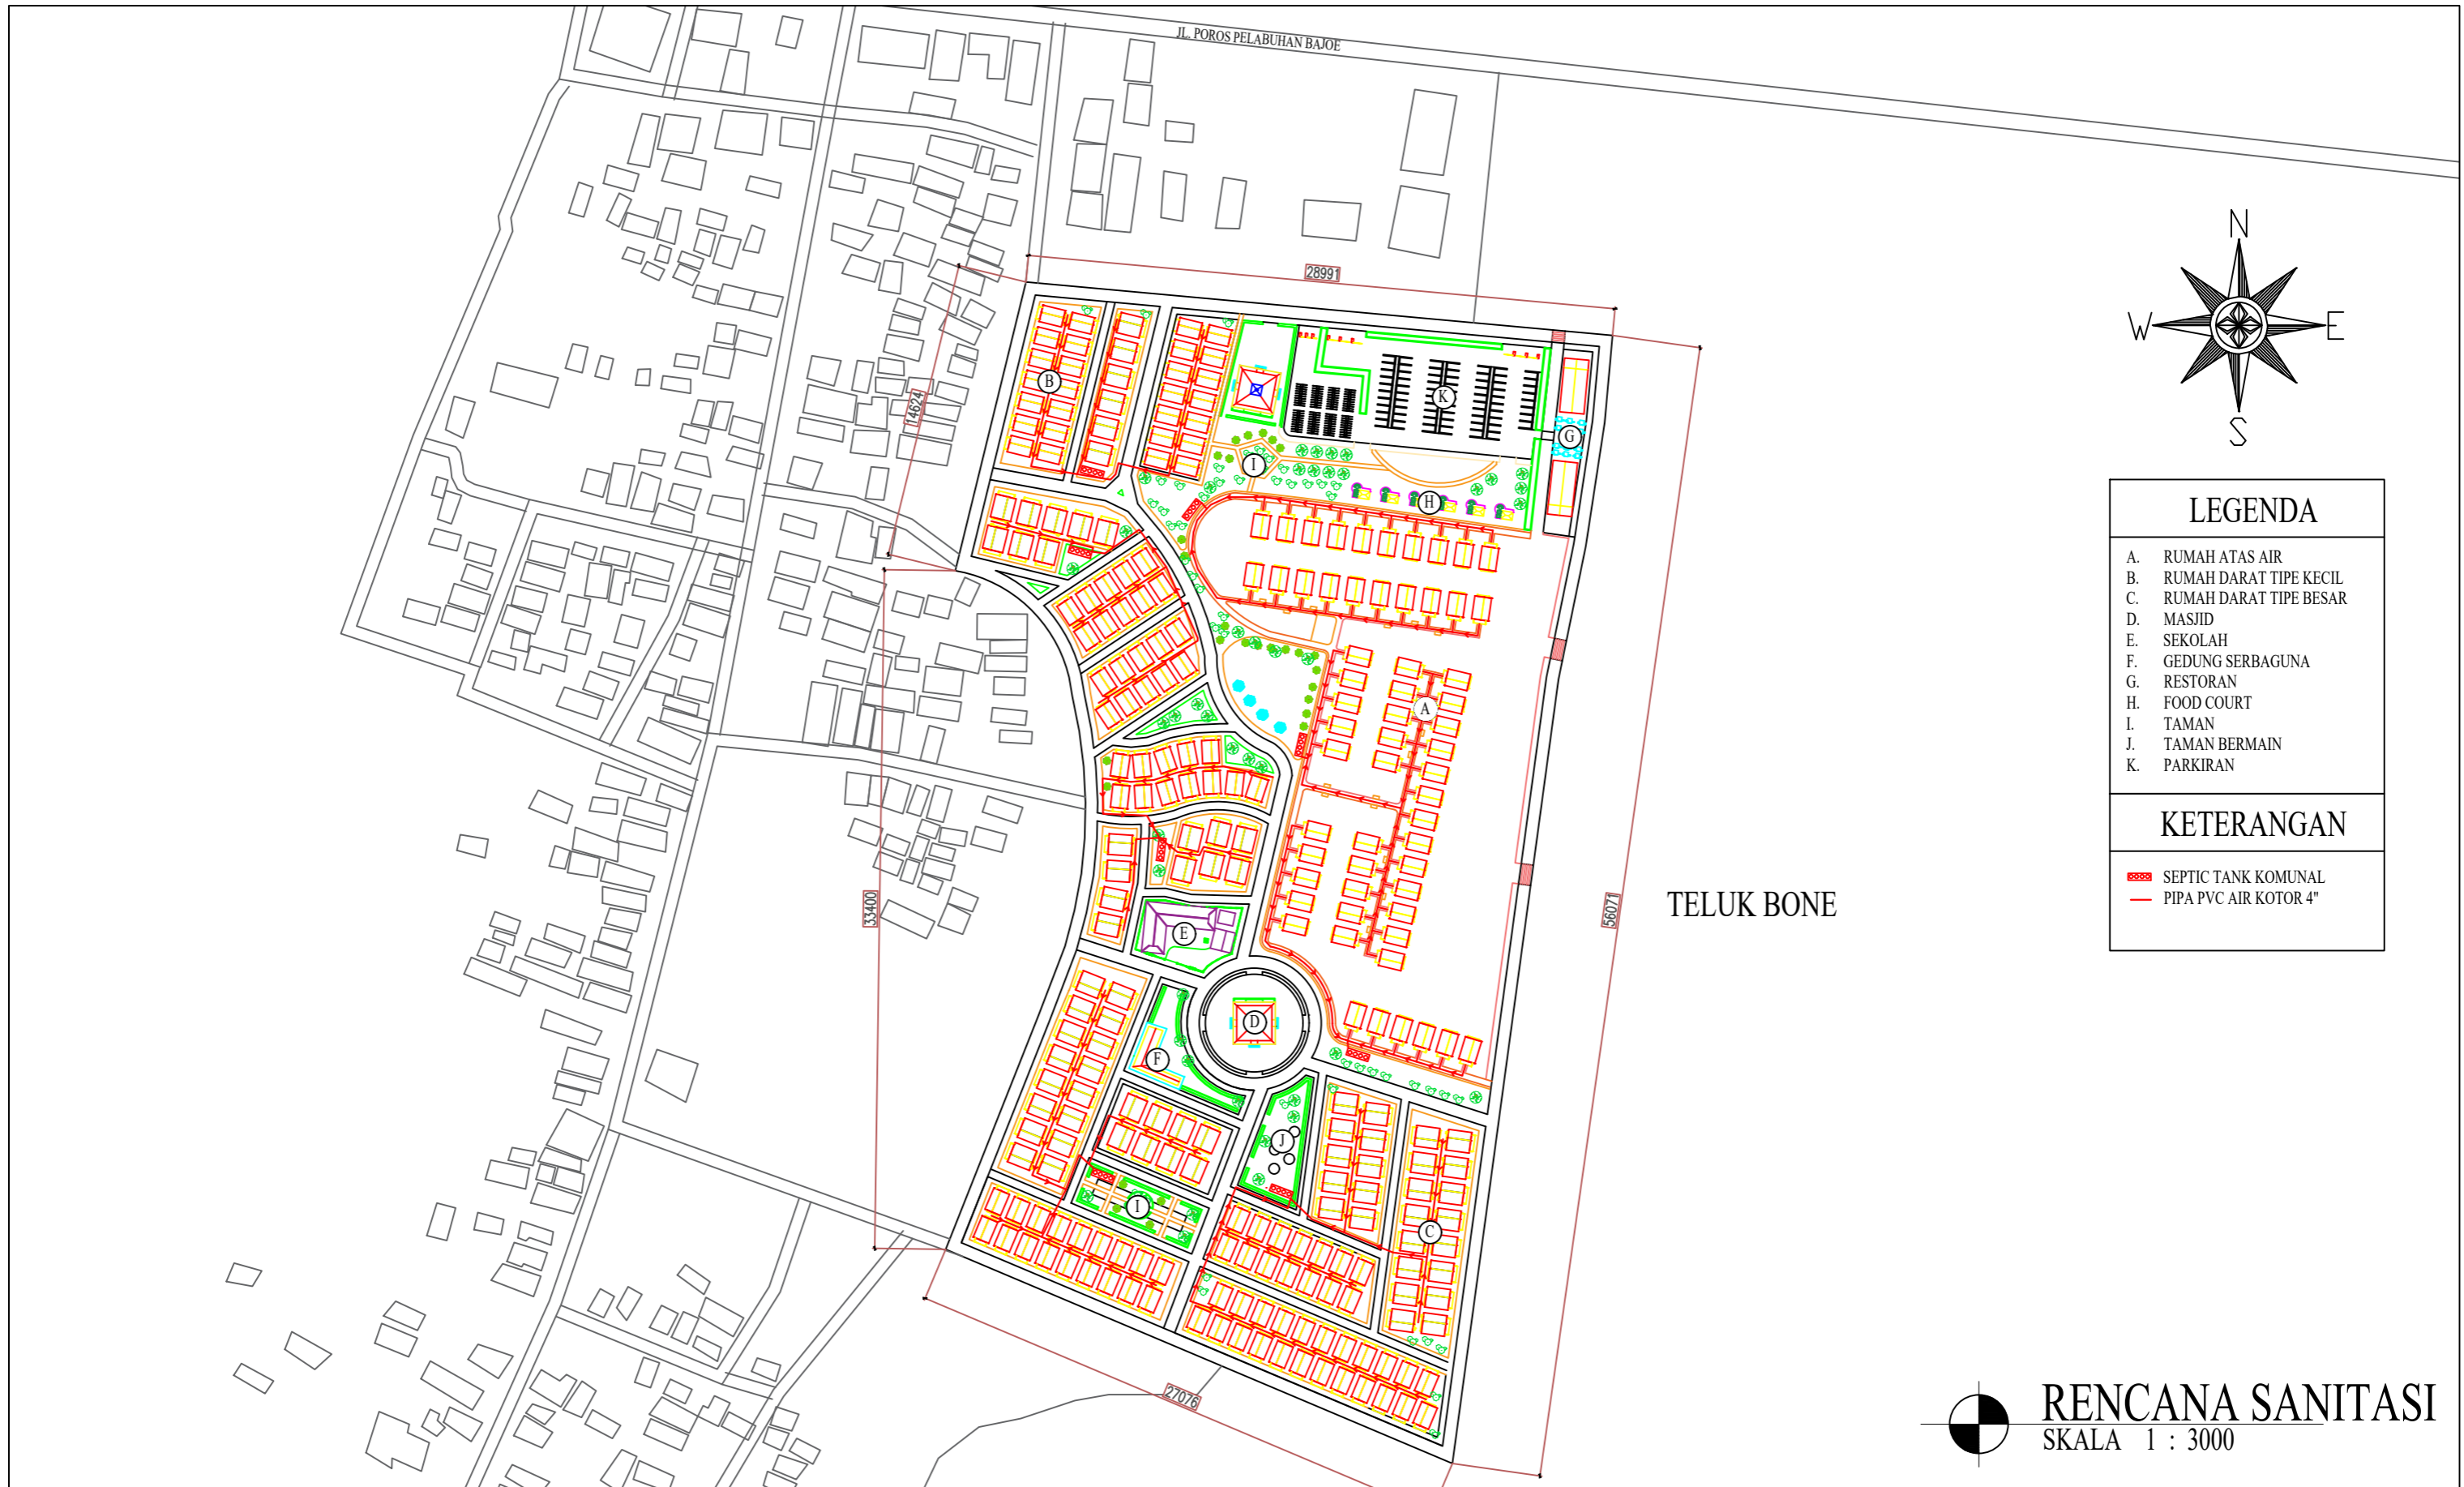 JL. POROS PELABUHAN BAJOE
N
W
E
S
28991
14624
33400
56071
27076
B
K
G
I
H
A
E
D
F
J
I
C
TELUK BONE
LEGENDA
A. RUMAH ATAS AIR
B. RUMAH DARAT TIPE KECIL
C. RUMAH DARAT TIPE BESAR
D. MASJID
E. SEKOLAH
F. GEDUNG SERBAGUNA
G. RESTORAN
H. FOOD COURT
I. TAMAN
J. TAMAN BERMAIN
K. PARKIRAN
KETERANGAN
SEPTIC TANK KOMUNAL
PIPA PVC AIR KOTOR 4"
RENCANA SANITASI
SKALA 1 : 3000